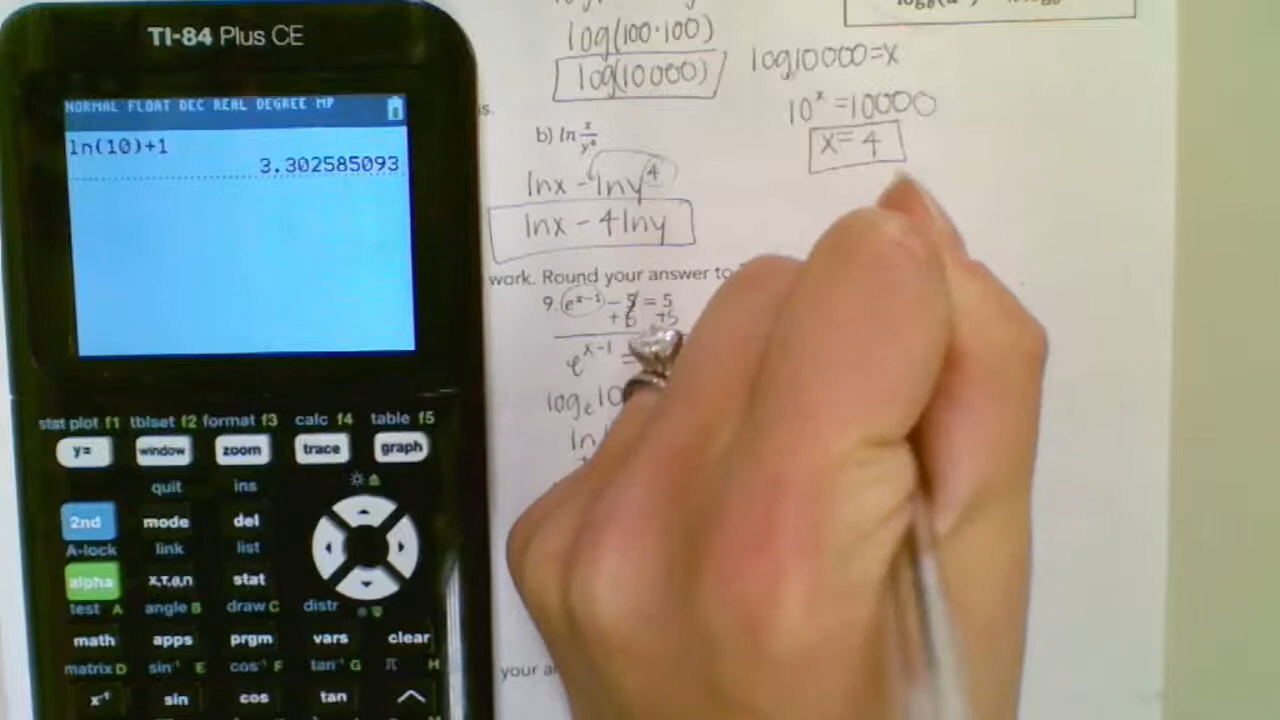 TI-84 Plus CE
NORMAL FLOAT DEC REAL DEGREE MP
ln(10)+1
3.302585093
stat plot f1 tblset f2 format f3 calc f4 table f5
y= window zoom trace graph
quit ins
2nd mode del
A-lock link list
alpha X,T,θ,n stat
test A angle B draw C distr
math apps prgm vars clear
matrix D sin⁻¹ E cos⁻¹ F tan⁻¹ G π H
x⁻¹ sin cos tan ^
log(100·100)
log(10000)
log10000=x
10ˣ =10000
x= 4
s.
b) ln x/y⁴
lnx - lny⁴
lnx - 4lny
work. Round your answer to
9. eˣ⁻¹ - 5 = 5
+5 +5
eˣ⁻¹ =
logₑ10
ln
your